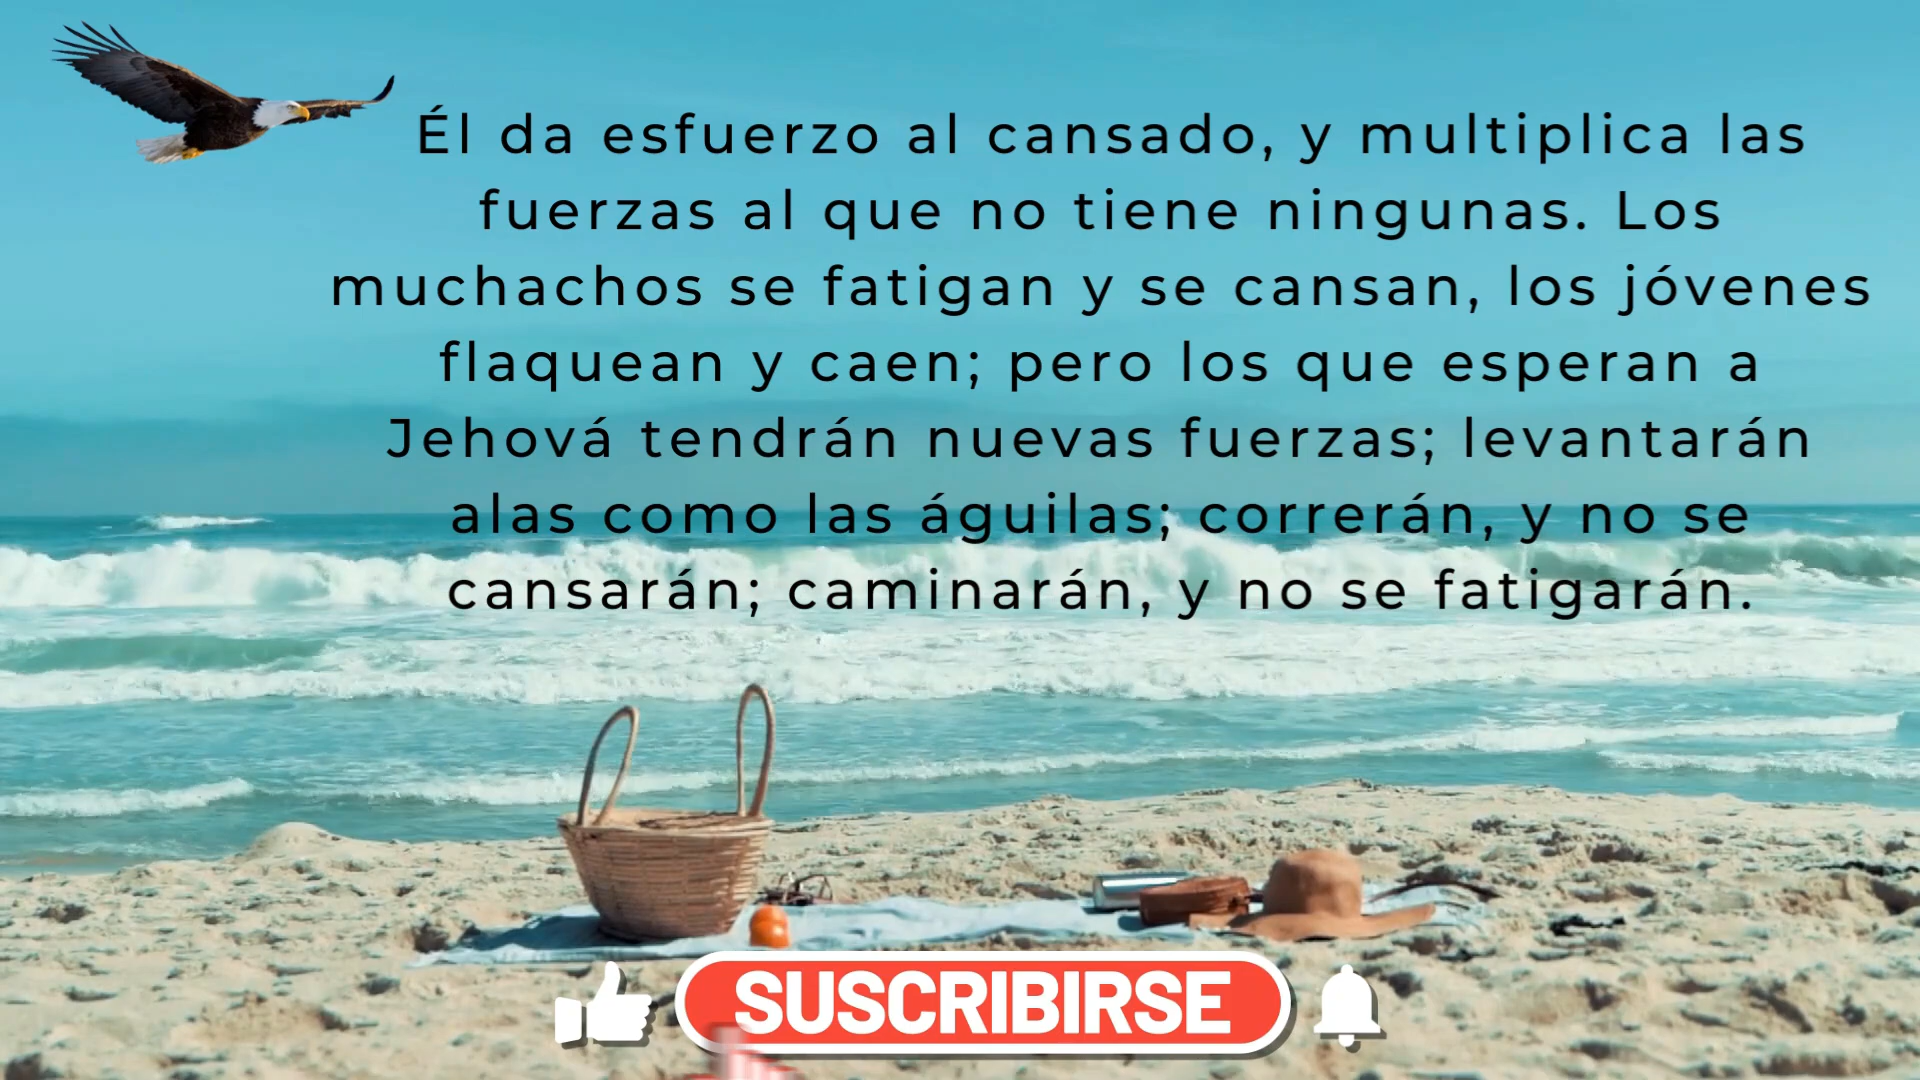 Él da esfuerzo al cansado, y multiplica las
fuerzas al que no tiene ningunas. Los
muchachos se fatigan y se cansan, los jóvenes
flaquean y caen; pero los que esperan a
Jehová tendrán nuevas fuerzas; levantarán
alas como las águilas; correrán, y no se
cansarán; caminarán, y no se fatigarán.
SUSCRIBIRSE